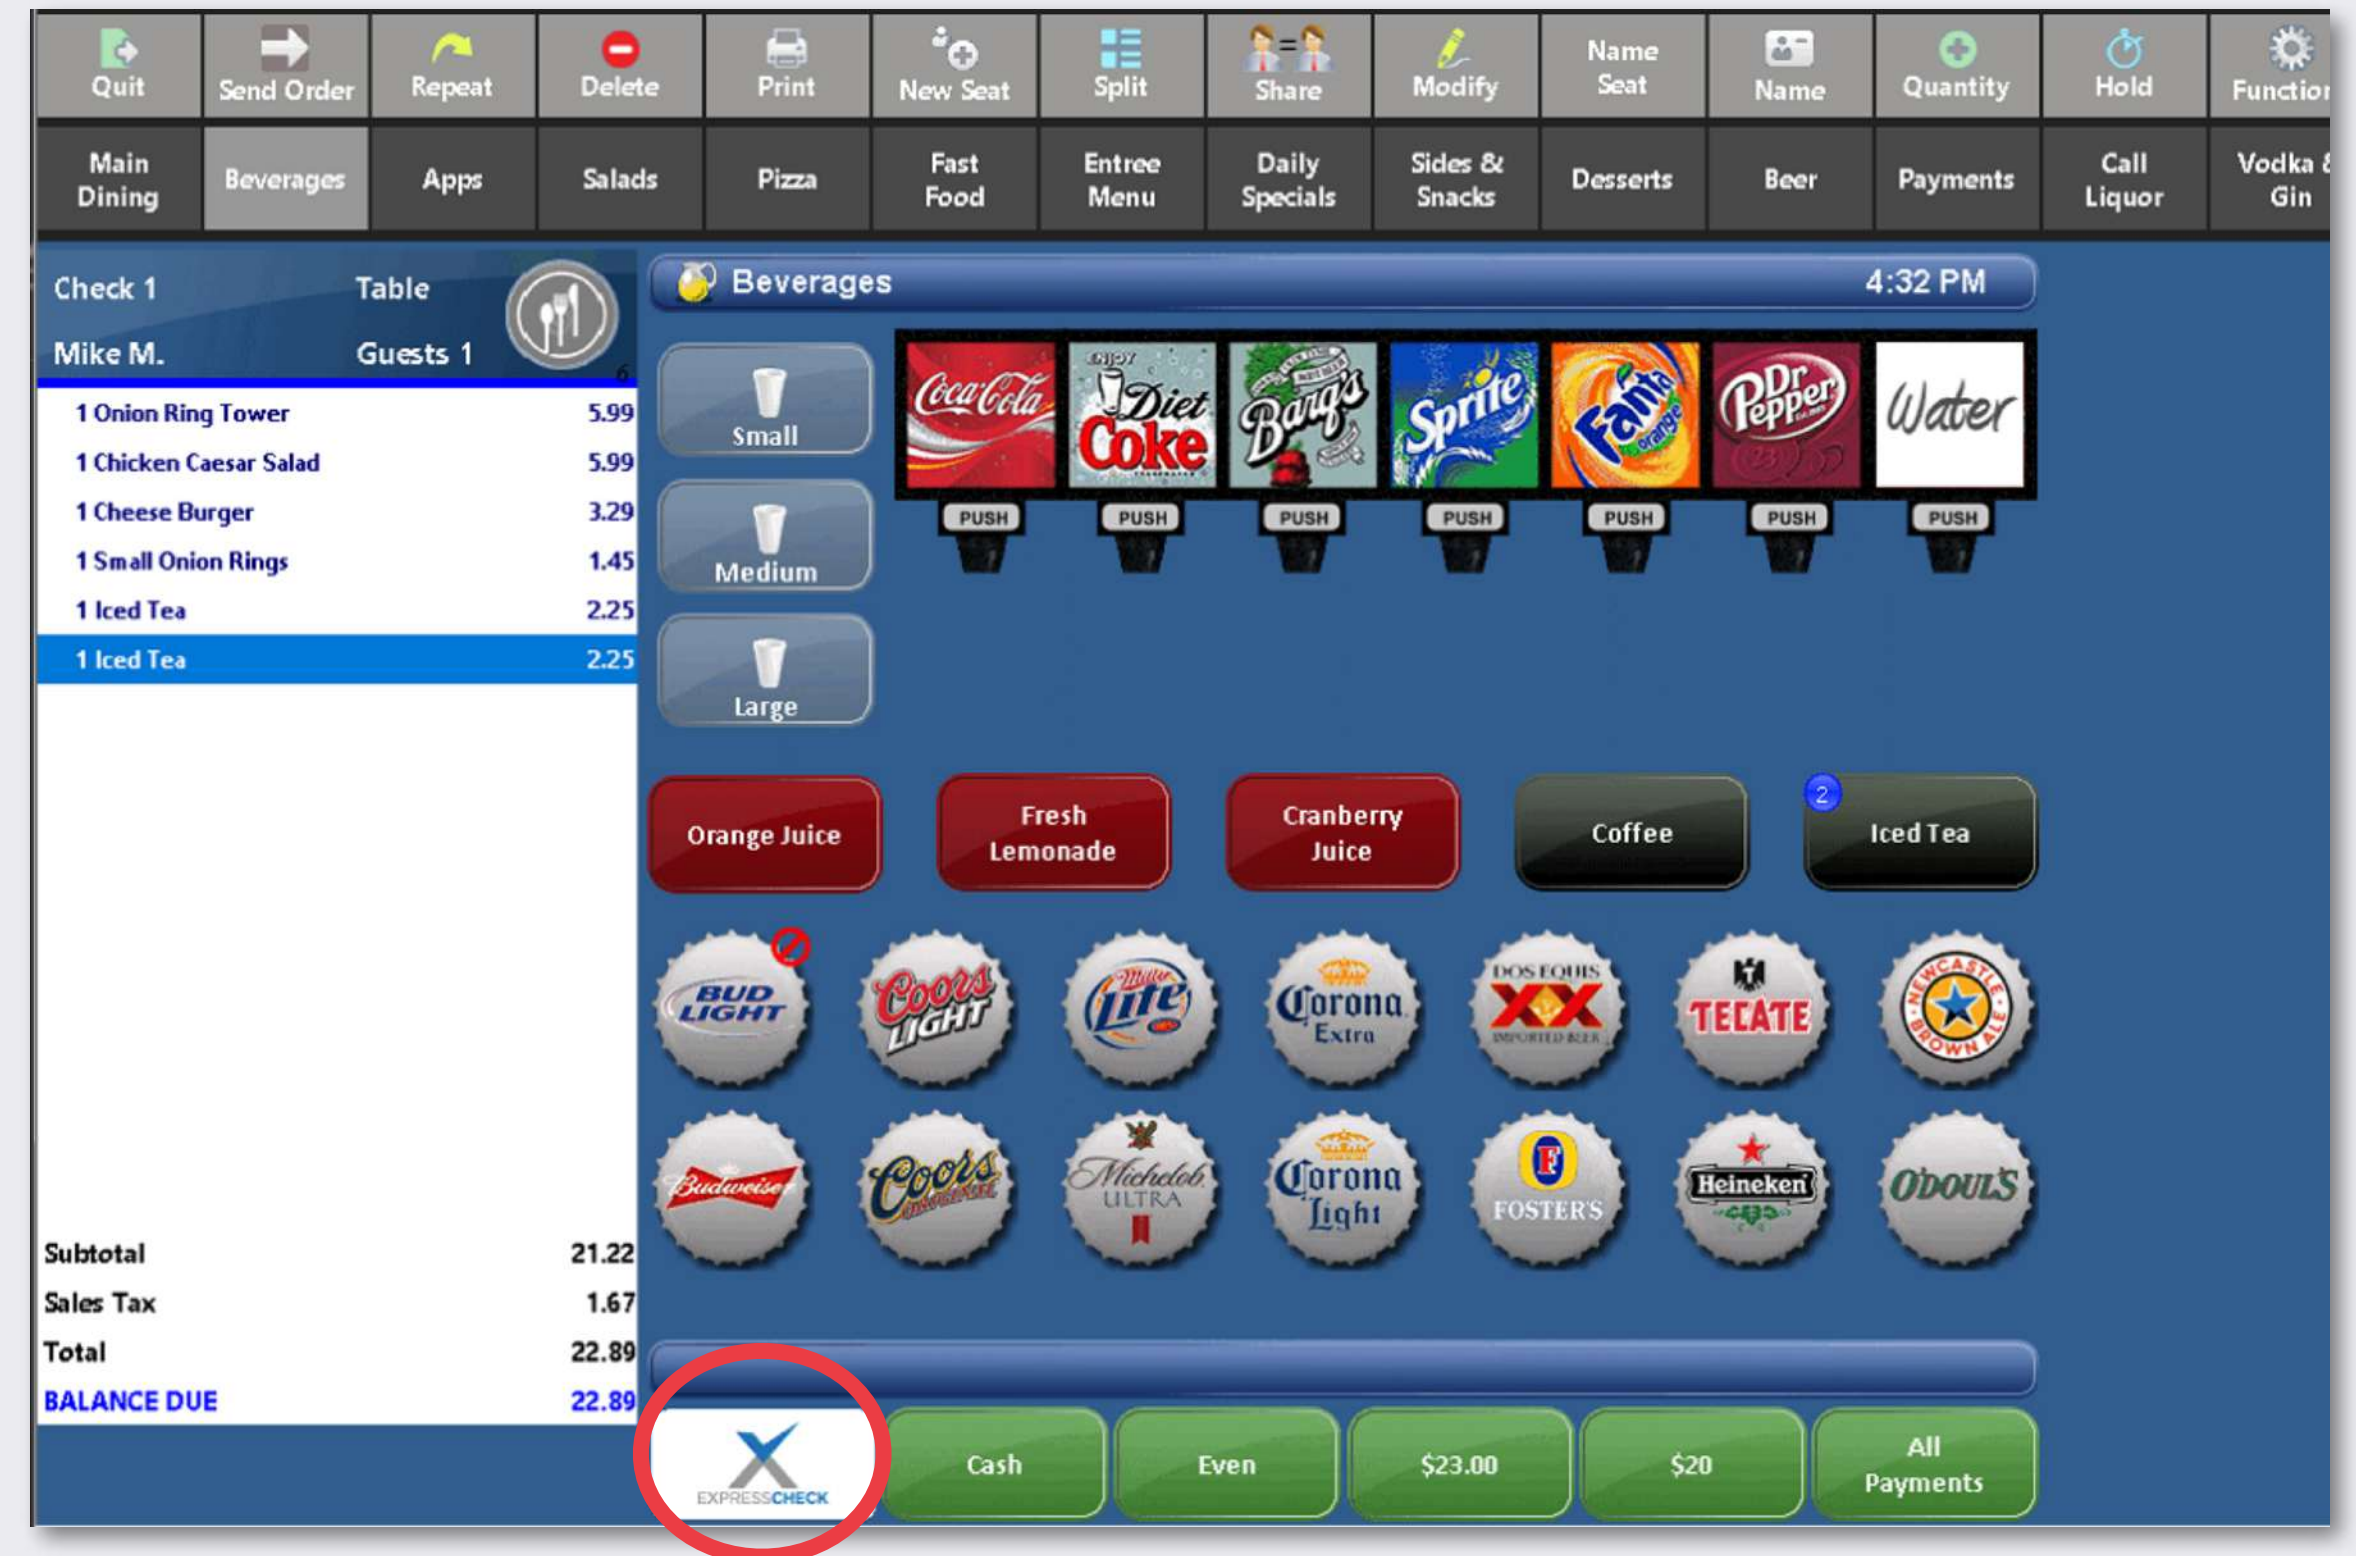 Quit
Send Order
Repeat
Delete
Print
New Seat
Split
Share
Modify
Name
Seat
Name
Quantity
Hold
Function
Main
Dining
Beverages
Apps
Salads
Pizza
Fast
Food
Entree
Menu
Daily
Specials
Sides &
Snacks
Desserts
Beer
Payments
Call
Liquor
Vodka &
Gin
Check 1 Table
Mike M. Guests 1
6
1 Onion Ring Tower 5.99
1 Chicken Caesar Salad 5.99
1 Cheese Burger 3.29
1 Small Onion Rings 1.45
1 Iced Tea 2.25
1 Iced Tea 2.25
Subtotal 21.22
Sales Tax 1.67
Total 22.89
BALANCE DUE 22.89
Beverages 4:32 PM
Small
Medium
Large
Coca-Cola
ENJOY
Diet
Coke
Barq's
Sprite
Fanta
orange
Dr
Pepper
23
Water
PUSH
PUSH
PUSH
PUSH
PUSH
PUSH
PUSH
Orange Juice
Fresh
Lemonade
Cranberry
Juice
Coffee
2
Iced Tea
BUD
LIGHT
Coors
LIGHT
Miller
Lite
Corona
Extra
DOS EQUIS
XX
IMPORTED BEER
TECATE
NEWCASTLE
BROWN ALE
Budweiser
Coors
Michelob
ULTRA
Corona
Light
F
FOSTER'S
Heineken
O'DOUL'S
EXPRESSCHECK
Cash
Even
$23.00
$20
All
Payments